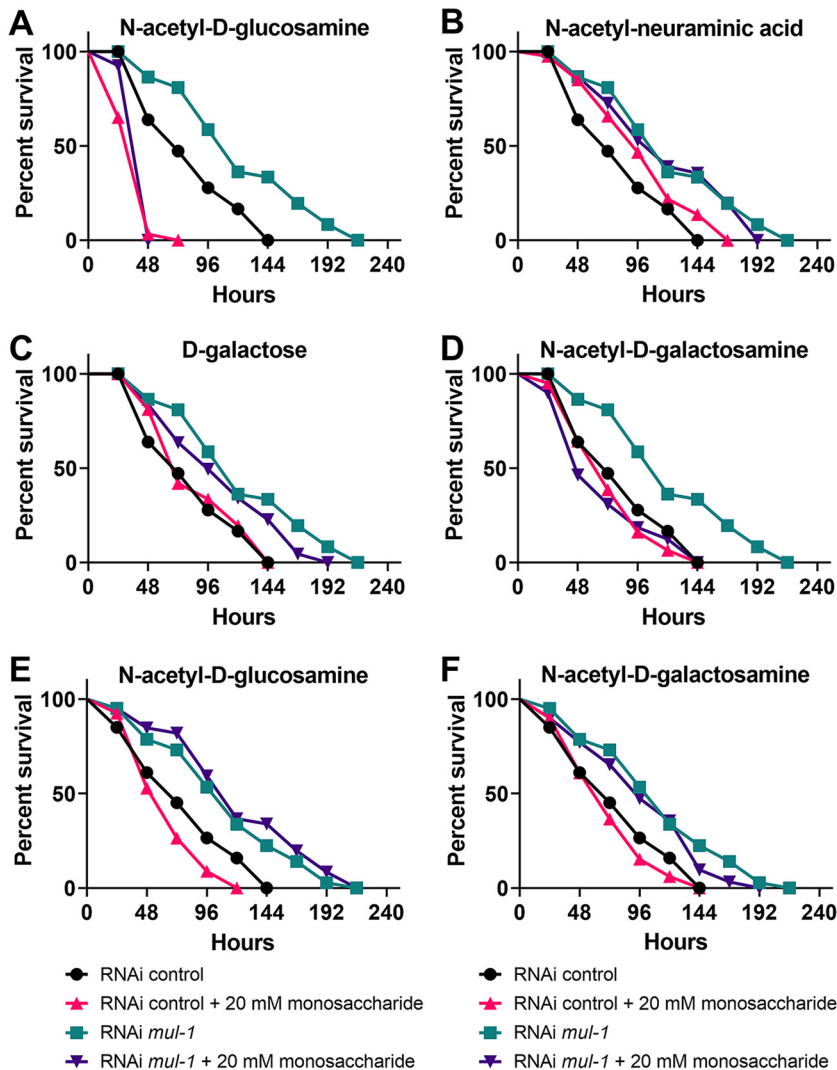 A
N-acetyl-D-glucosamine
Percent survival
100
50
0
0 48 96 144 192 240
Hours
B
N-acetyl-neuraminic acid
Percent survival
100
50
0
0 48 96 144 192 240
Hours
C
D-galactose
Percent survival
100
50
0
0 48 96 144 192 240
Hours
D
N-acetyl-D-galactosamine
Percent survival
100
50
0
0 48 96 144 192 240
Hours
E
N-acetyl-D-glucosamine
Percent survival
100
50
0
0 48 96 144 192 240
Hours
F
N-acetyl-D-galactosamine
Percent survival
100
50
0
0 48 96 144 192 240
Hours
RNAi control
RNAi control + 20 mM monosaccharide
RNAi mul-1
RNAi mul-1 + 20 mM monosaccharide
RNAi control
RNAi control + 20 mM monosaccharide
RNAi mul-1
RNAi mul-1 + 20 mM monosaccharide